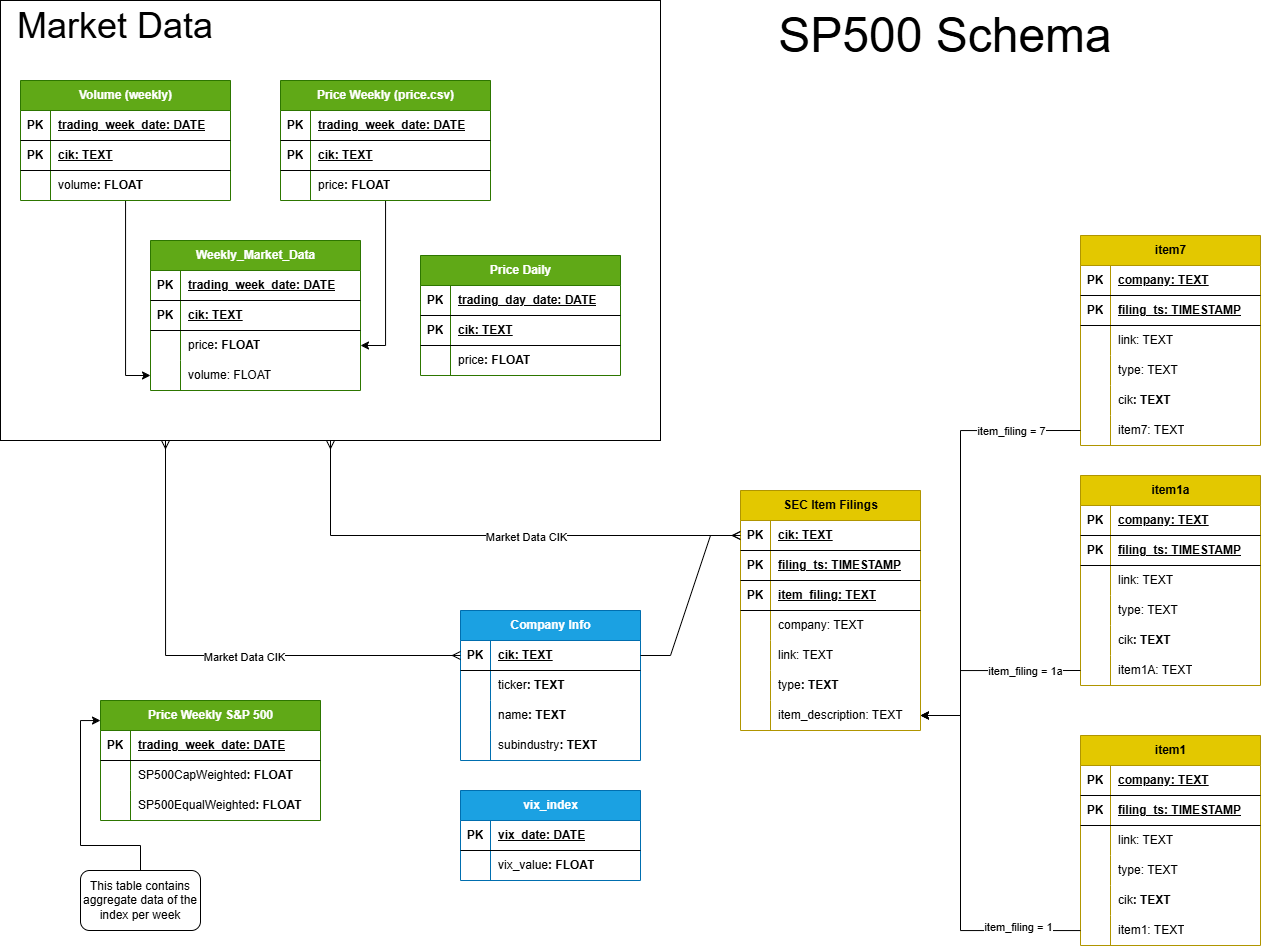 Market Data
SP500 Schema
Volume (weekly)
PK trading_week_date: DATE
PK cik: TEXT
volume: FLOAT
Price Weekly (price.csv)
PK trading_week_date: DATE
PK cik: TEXT
price: FLOAT
Weekly_Market_Data
PK trading_week_date: DATE
PK cik: TEXT
price: FLOAT
volume: FLOAT
Price Daily
PK trading_day_date: DATE
PK cik: TEXT
price: FLOAT
item7
PK company: TEXT
PK filing_ts: TIMESTAMP
link: TEXT
type: TEXT
cik: TEXT
item7: TEXT
item_filing = 7
item1a
PK company: TEXT
PK filing_ts: TIMESTAMP
link: TEXT
type: TEXT
cik: TEXT
item1A: TEXT
item_filing = 1a
SEC Item Filings
PK cik: TEXT
PK filing_ts: TIMESTAMP
PK item_filing: TEXT
company: TEXT
link: TEXT
type: TEXT
item_description: TEXT
Market Data CIK
Company Info
PK cik: TEXT
ticker: TEXT
name: TEXT
subindustry: TEXT
Market Data CIK
Price Weekly S&P 500
PK trading_week_date: DATE
SP500CapWeighted: FLOAT
SP500EqualWeighted: FLOAT
vix_index
PK vix_date: DATE
vix_value: FLOAT
item1
PK company: TEXT
PK filing_ts: TIMESTAMP
link: TEXT
type: TEXT
cik: TEXT
item1: TEXT
item_filing = 1
This table contains
aggregate data of the
index per week